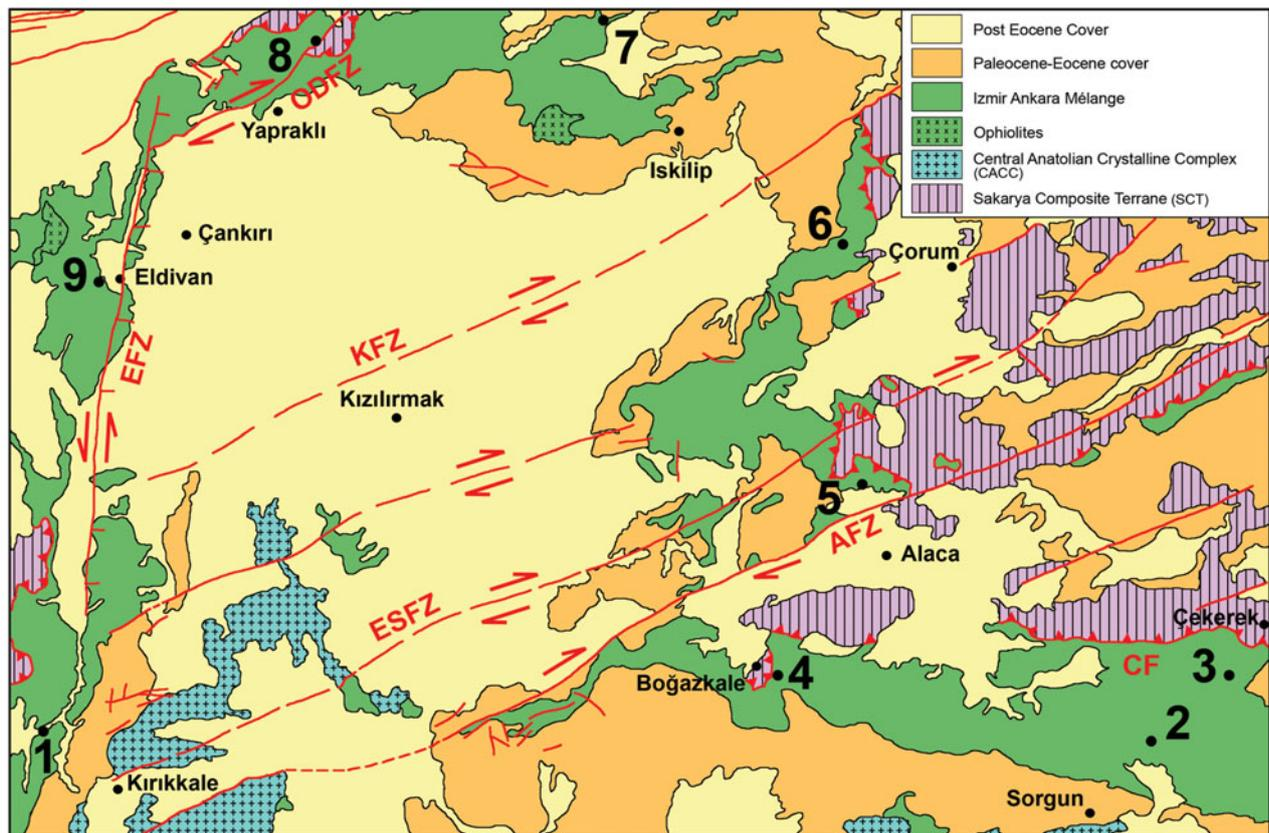 Post Eocene Cover
Paleocene-Eocene cover
Izmir Ankara Mélange
Ophiolites
Central Anatolian Crystalline Complex
(CACC)
Sakarya Composite Terrane (SCT)
8
7
ODFZ
Yapraklı
Iskilip
6
Çankırı
Çorum
9
Eldivan
EFZ
KFZ
Kızılırmak
5
AFZ
Alaca
ESFZ
Çekerek
CF
3
Boğazkale
4
2
1
Kırıkkale
Sorgun